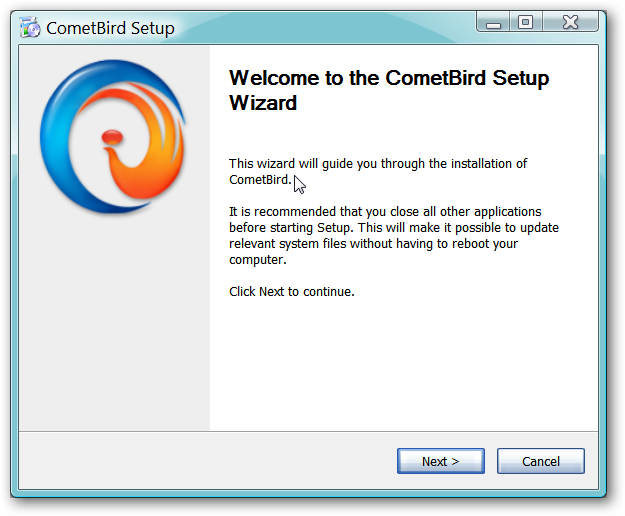 CometBird Setup
Welcome to the CometBird Setup
Wizard
This wizard will guide you through the installation of
CometBird.
It is recommended that you close all other applications
before starting Setup. This will make it possible to update
relevant system files without having to reboot your
computer.
Click Next to continue.
Next >
Cancel